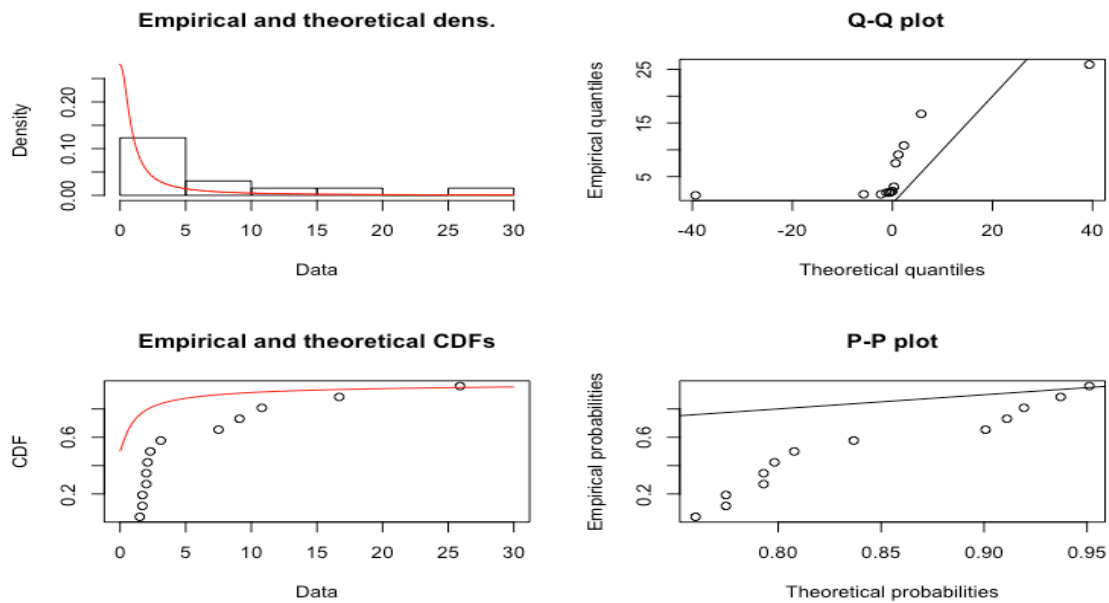 Empirical and theoretical dens.
Density
0.00 0.10 0.20
0 5 10 15 20 25 30
Data
Q-Q plot
Empirical quantiles
5 15 25
-40 -20 0 20 40
Theoretical quantiles
Empirical and theoretical CDFs
CDF
0.2 0.6
0 5 10 15 20 25 30
Data
P-P plot
Empirical probabilities
0.2 0.6
0.80 0.85 0.90 0.95
Theoretical probabilities